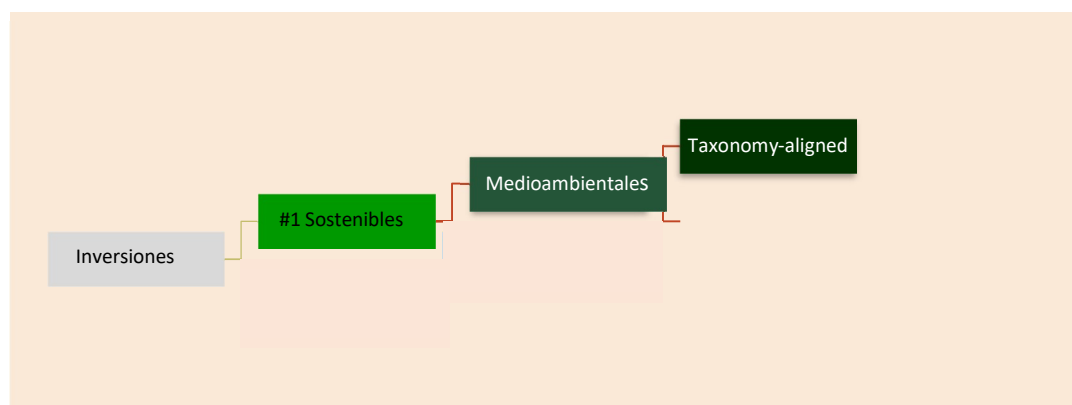 Taxonomy-aligned
Medioambientales
#1 Sostenibles
Inversiones